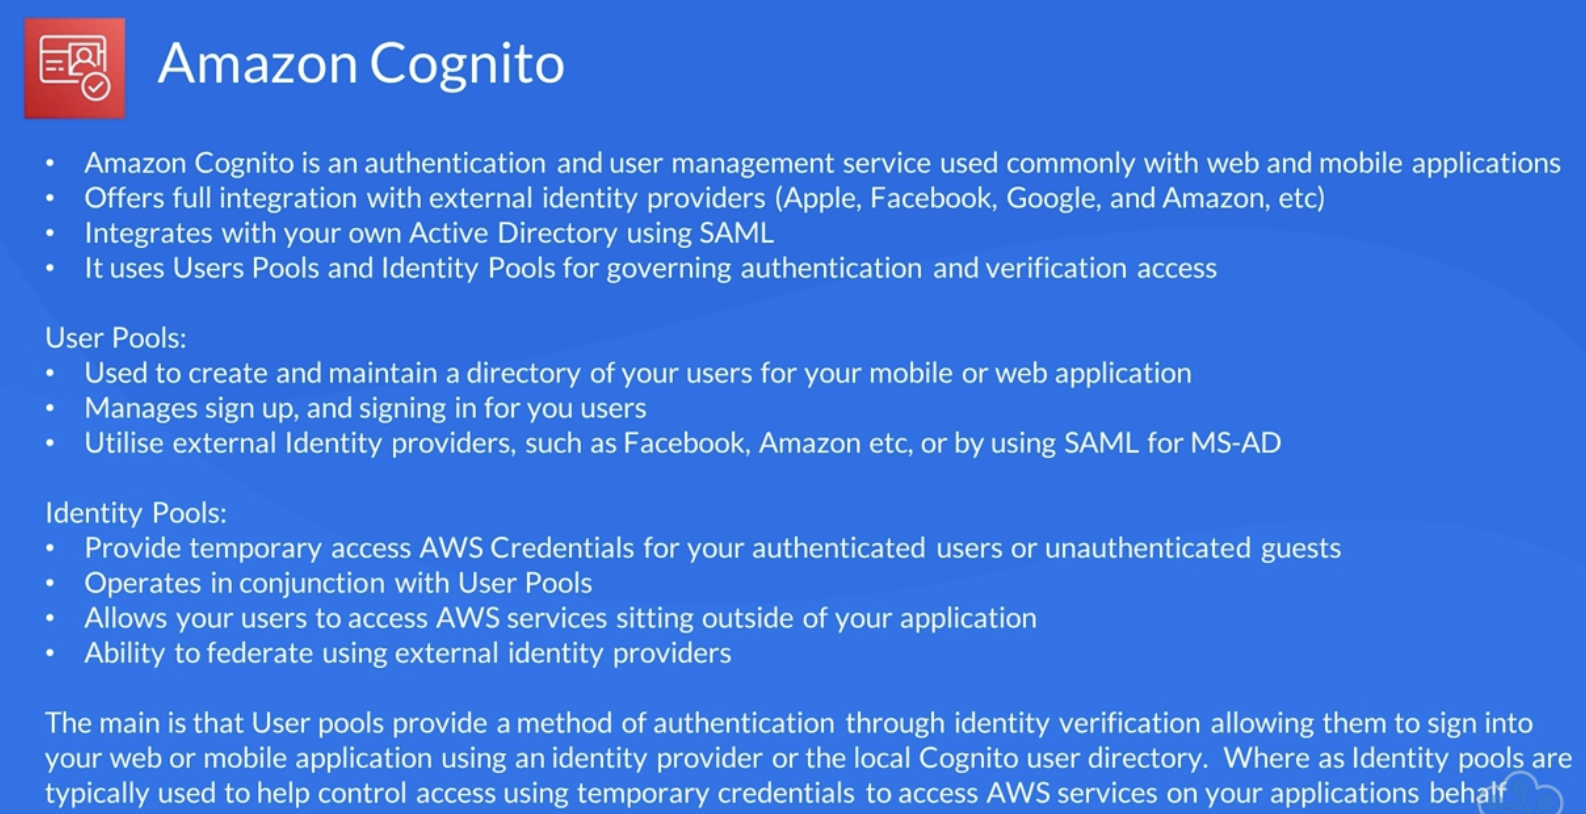 Amazon Cognito
• Amazon Cognito is an authentication and user management service used commonly with web and mobile applications
• Offers full integration with external identity providers (Apple, Facebook, Google, and Amazon, etc)
• Integrates with your own Active Directory using SAML
• It uses Users Pools and Identity Pools for governing authentication and verification access
User Pools:
• Used to create and maintain a directory of your users for your mobile or web application
• Manages sign up, and signing in for you users
• Utilise external Identity providers, such as Facebook, Amazon etc, or by using SAML for MS-AD
Identity Pools:
• Provide temporary access AWS Credentials for your authenticated users or unauthenticated guests
• Operates in conjunction with User Pools
• Allows your users to access AWS services sitting outside of your application
• Ability to federate using external identity providers
The main is that User pools provide a method of authentication through identity verification allowing them to sign into
your web or mobile application using an identity provider or the local Cognito user directory. Where as Identity pools are
typically used to help control access using temporary credentials to access AWS services on your applications behalf